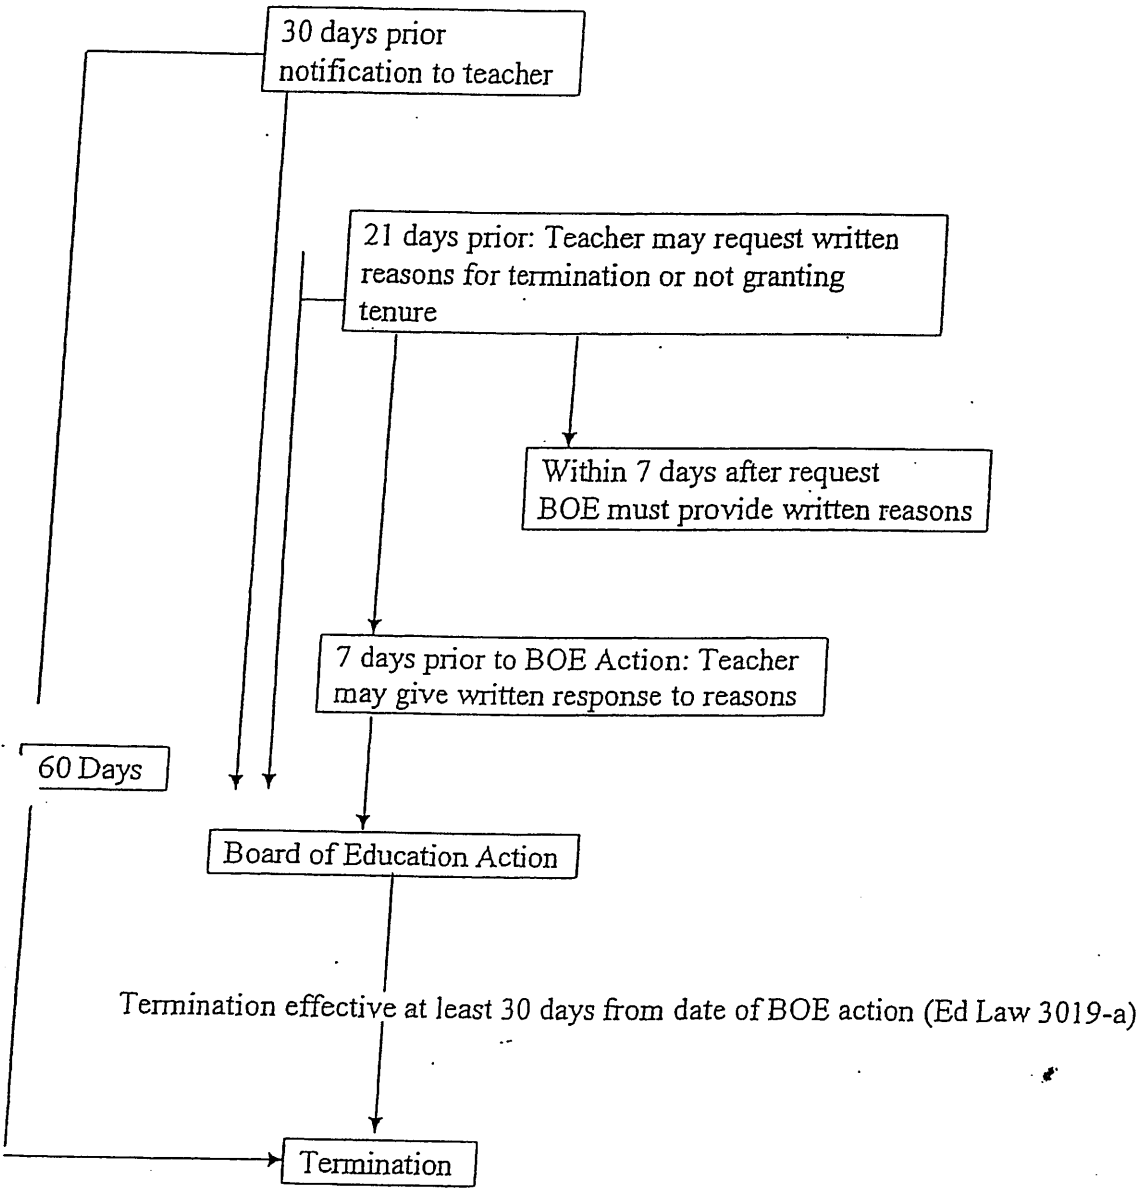 30 days prior
notification to teacher
21 days prior: Teacher may request written
reasons for termination or not granting
tenure
Within 7 days after request
BOE must provide written reasons
7 days prior to BOE Action: Teacher
may give written response to reasons
60 Days
Board of Education Action
Termination effective at least 30 days from date of BOE action (Ed Law 3019-a)
Termination